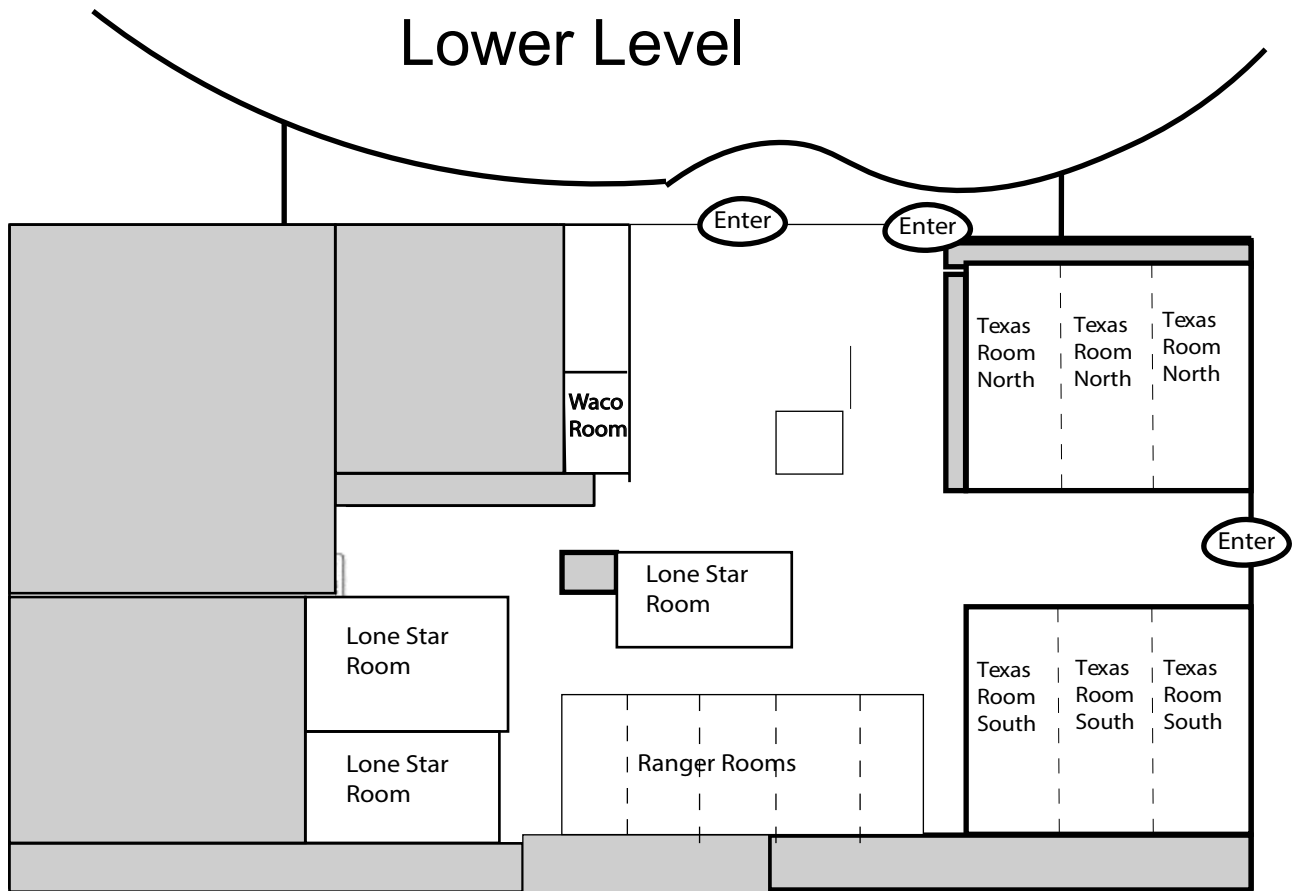 Lower Level
Enter
Enter
Texas
Room
North
Texas
Room
North
Texas
Room
North
Waco
Room
Enter
Lone Star
Room
Lone Star
Room
Lone Star
Room
Ranger Rooms
Texas
Room
South
Texas
Room
South
Texas
Room
South